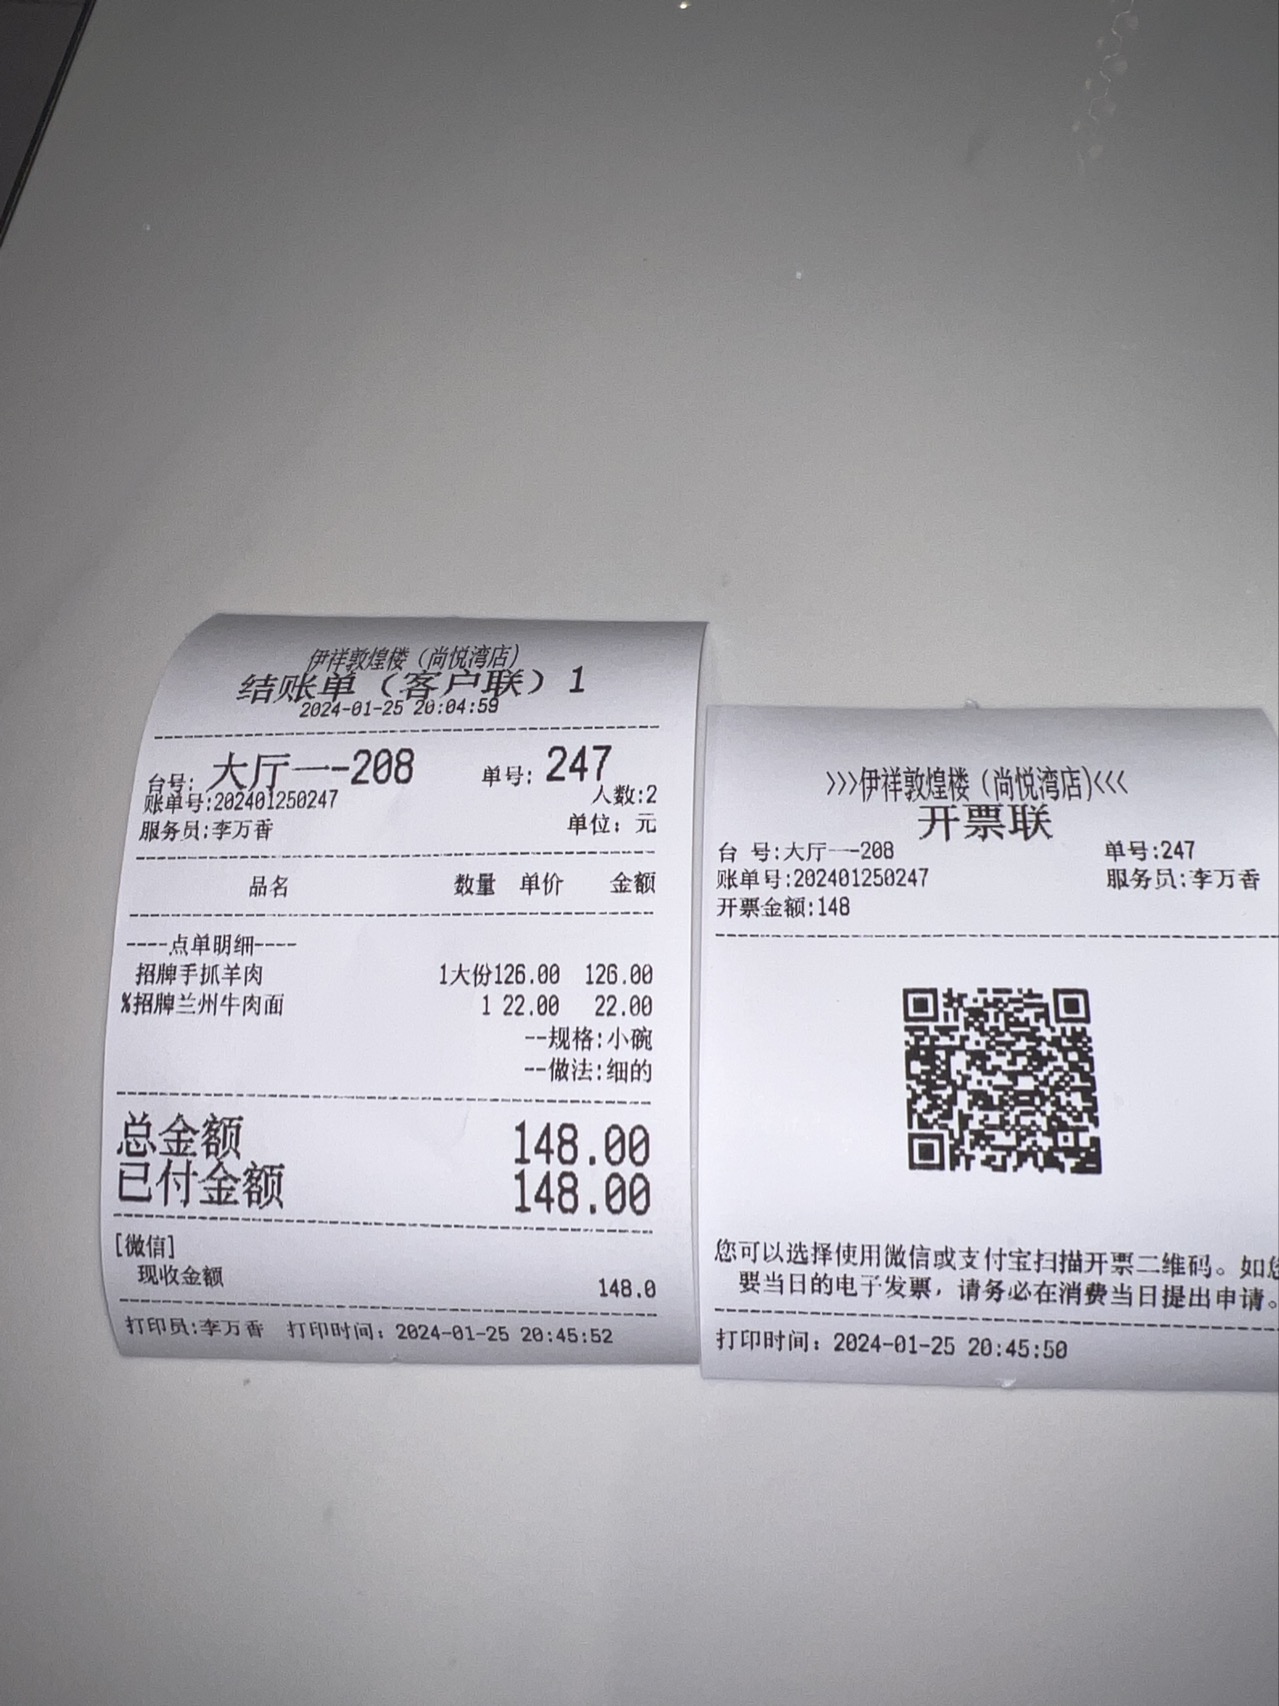 伊祥敦煌楼（尚悦湾店）
结账单（客户联）1
2024-01-25 20:04:59
台号: 大厅一-208 单号: 247
账单号:202401250247 人数:2
服务员:李万香 单位：元
品名 数量 单价 金额
----点单明细----
招牌手抓羊肉 1大份126.00 126.00
%招牌兰州牛肉面 1 22.00 22.00
--规格:小碗
--做法:细的
总金额 148.00
已付金额 148.00
[微信]
现收金额 148.0
打印员:李万香 打印时间：2024-01-25 20:45:52
>>>伊祥敦煌楼（尚悦湾店）<<<
开票联
台 号:大厅一-208 单号:247
账单号:202401250247 服务员:李万香
开票金额:148
您可以选择使用微信或支付宝扫描开票二维码。如您
要当日的电子发票，请务必在消费当日提出申请。
打印时间：2024-01-25 20:45:50